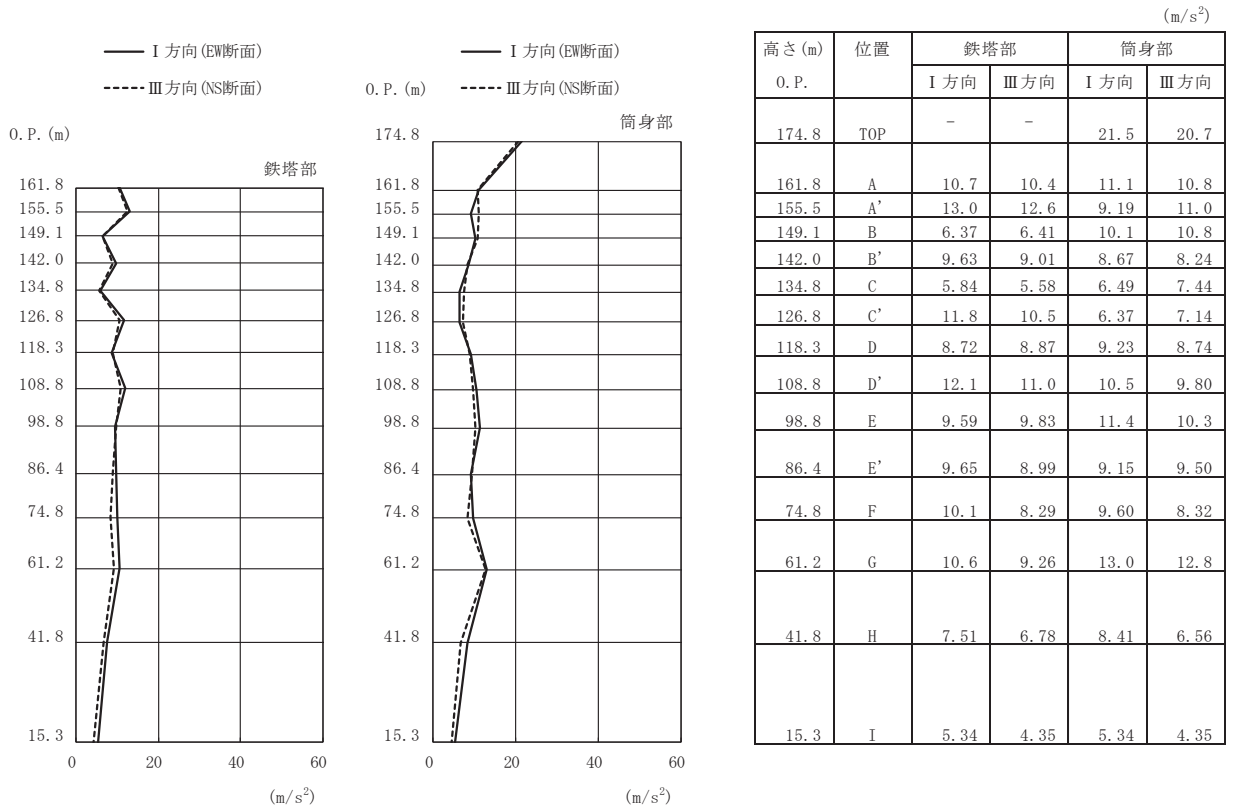 I 方向(EW断面)
Ⅲ方向(NS断面)
O.P.(m)
鉄塔部
161.8
155.5
149.1
142.0
134.8
126.8
118.3
108.8
98.8
86.4
74.8
61.2
41.8
15.3
0 20 40 60
(m/s²)
I 方向(EW断面)
Ⅲ方向(NS断面)
O.P.(m)
筒身部
174.8
161.8
155.5
149.1
142.0
134.8
126.8
118.3
108.8
98.8
86.4
74.8
61.2
41.8
15.3
0 20 40 60
(m/s²)
(m/s²)
高さ(m) 位置 鉄塔部 筒身部
O.P. I 方向 Ⅲ方向 I 方向 Ⅲ方向
174.8 TOP - - 21.5 20.7
161.8 A 10.7 10.4 11.1 10.8
155.5 A' 13.0 12.6 9.19 11.0
149.1 B 6.37 6.41 10.1 10.8
142.0 B' 9.63 9.01 8.67 8.24
134.8 C 5.84 5.58 6.49 7.44
126.8 C' 11.8 10.5 6.37 7.14
118.3 D 8.72 8.87 9.23 8.74
108.8 D' 12.1 11.0 10.5 9.80
98.8 E 9.59 9.83 11.4 10.3
86.4 E' 9.65 8.99 9.15 9.50
74.8 F 10.1 8.29 9.60 8.32
61.2 G 10.6 9.26 13.0 12.8
41.8 H 7.51 6.78 8.41 6.56
15.3 I 5.34 4.35 5.34 4.35